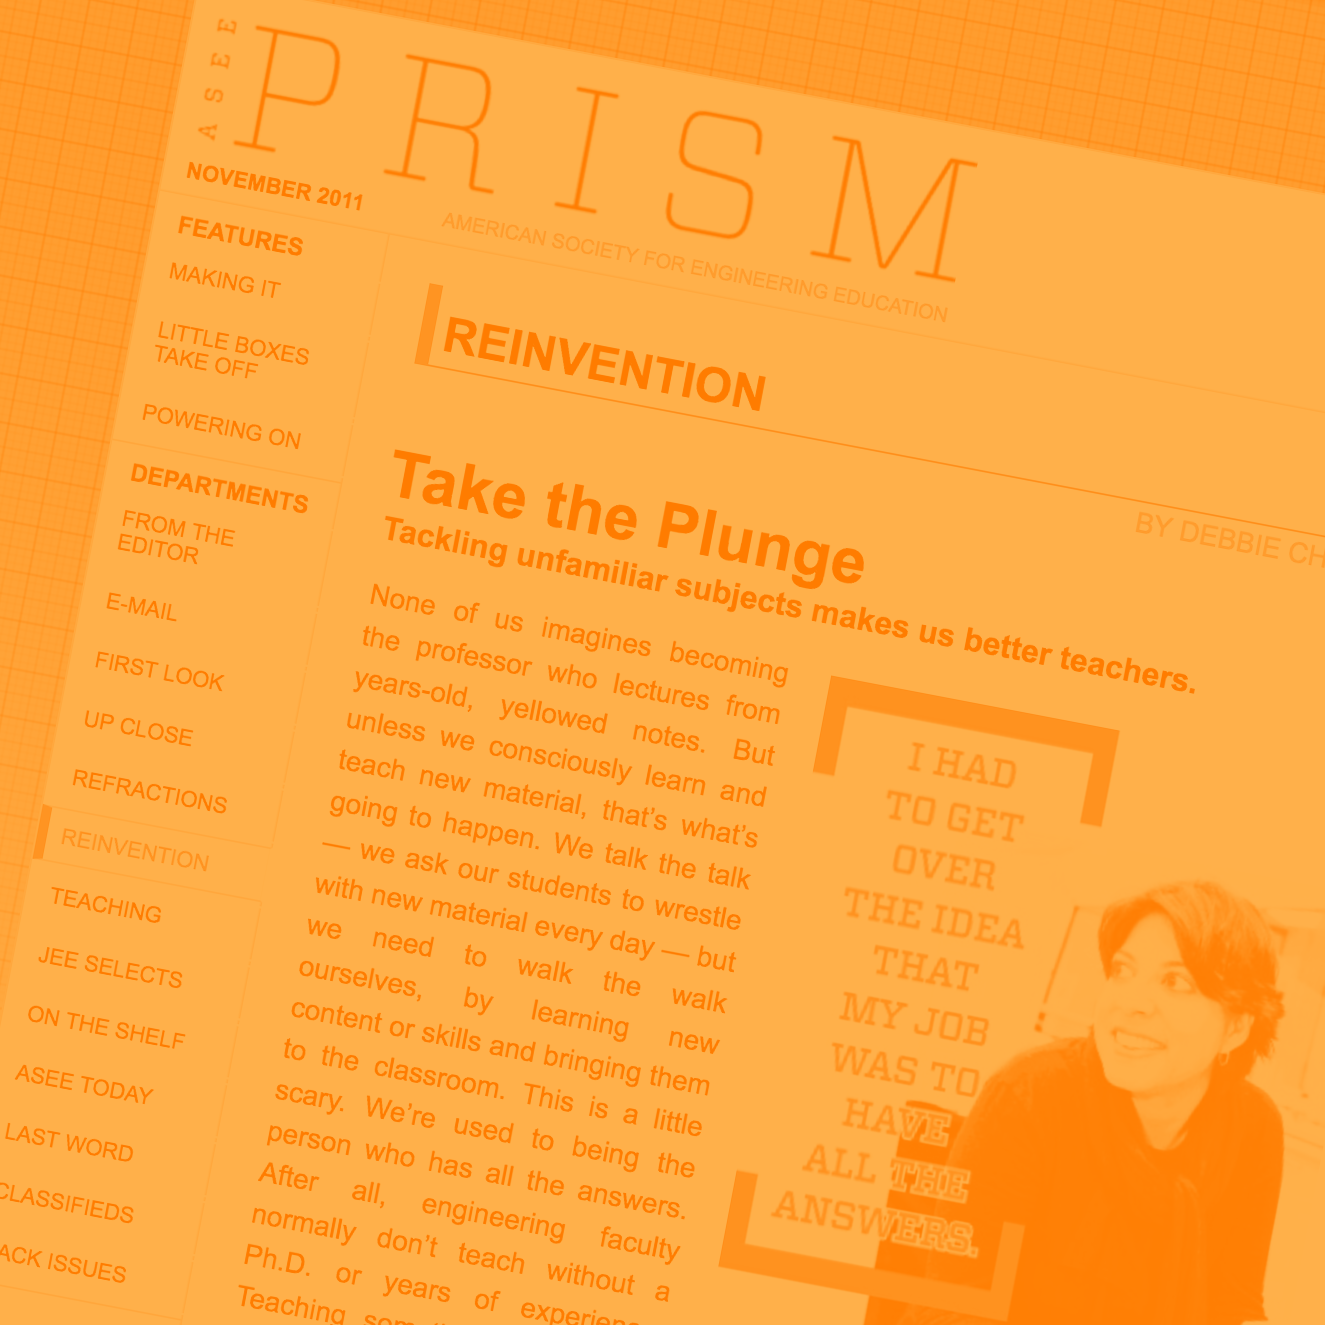 ASEE
PRISM
NOVEMBER 2011
AMERICAN SOCIETY FOR ENGINEERING EDUCATION
FEATURES
MAKING IT
LITTLE BOXES
TAKE OFF
POWERING ON
DEPARTMENTS
FROM THE
EDITOR
E-MAIL
FIRST LOOK
UP CLOSE
REFRACTIONS
REINVENTION
TEACHING
JEE SELECTS
ON THE SHELF
ASEE TODAY
LAST WORD
CLASSIFIEDS
ACK ISSUES
REINVENTION
BY DEBBIE CH
Take the Plunge
Tackling unfamiliar subjects makes us better teachers.
None of us imagines becoming
the professor who lectures from
years-old, yellowed notes. But
unless we consciously learn and
teach new material, that’s what’s
going to happen. We talk the talk
— we ask our students to wrestle
with new material every day — but
we need to walk the walk
ourselves, by learning new
content or skills and bringing them
to the classroom. This is a little
scary. We’re used to being the
person who has all the answers.
After all, engineering faculty
normally don’t teach without a
Ph.D. or years of experien
Teaching som
I HAD
TO GET
OVER
THE IDEA
THAT
MY JOB
WAS TO
HAVE
ALL THE
ANSWERS.